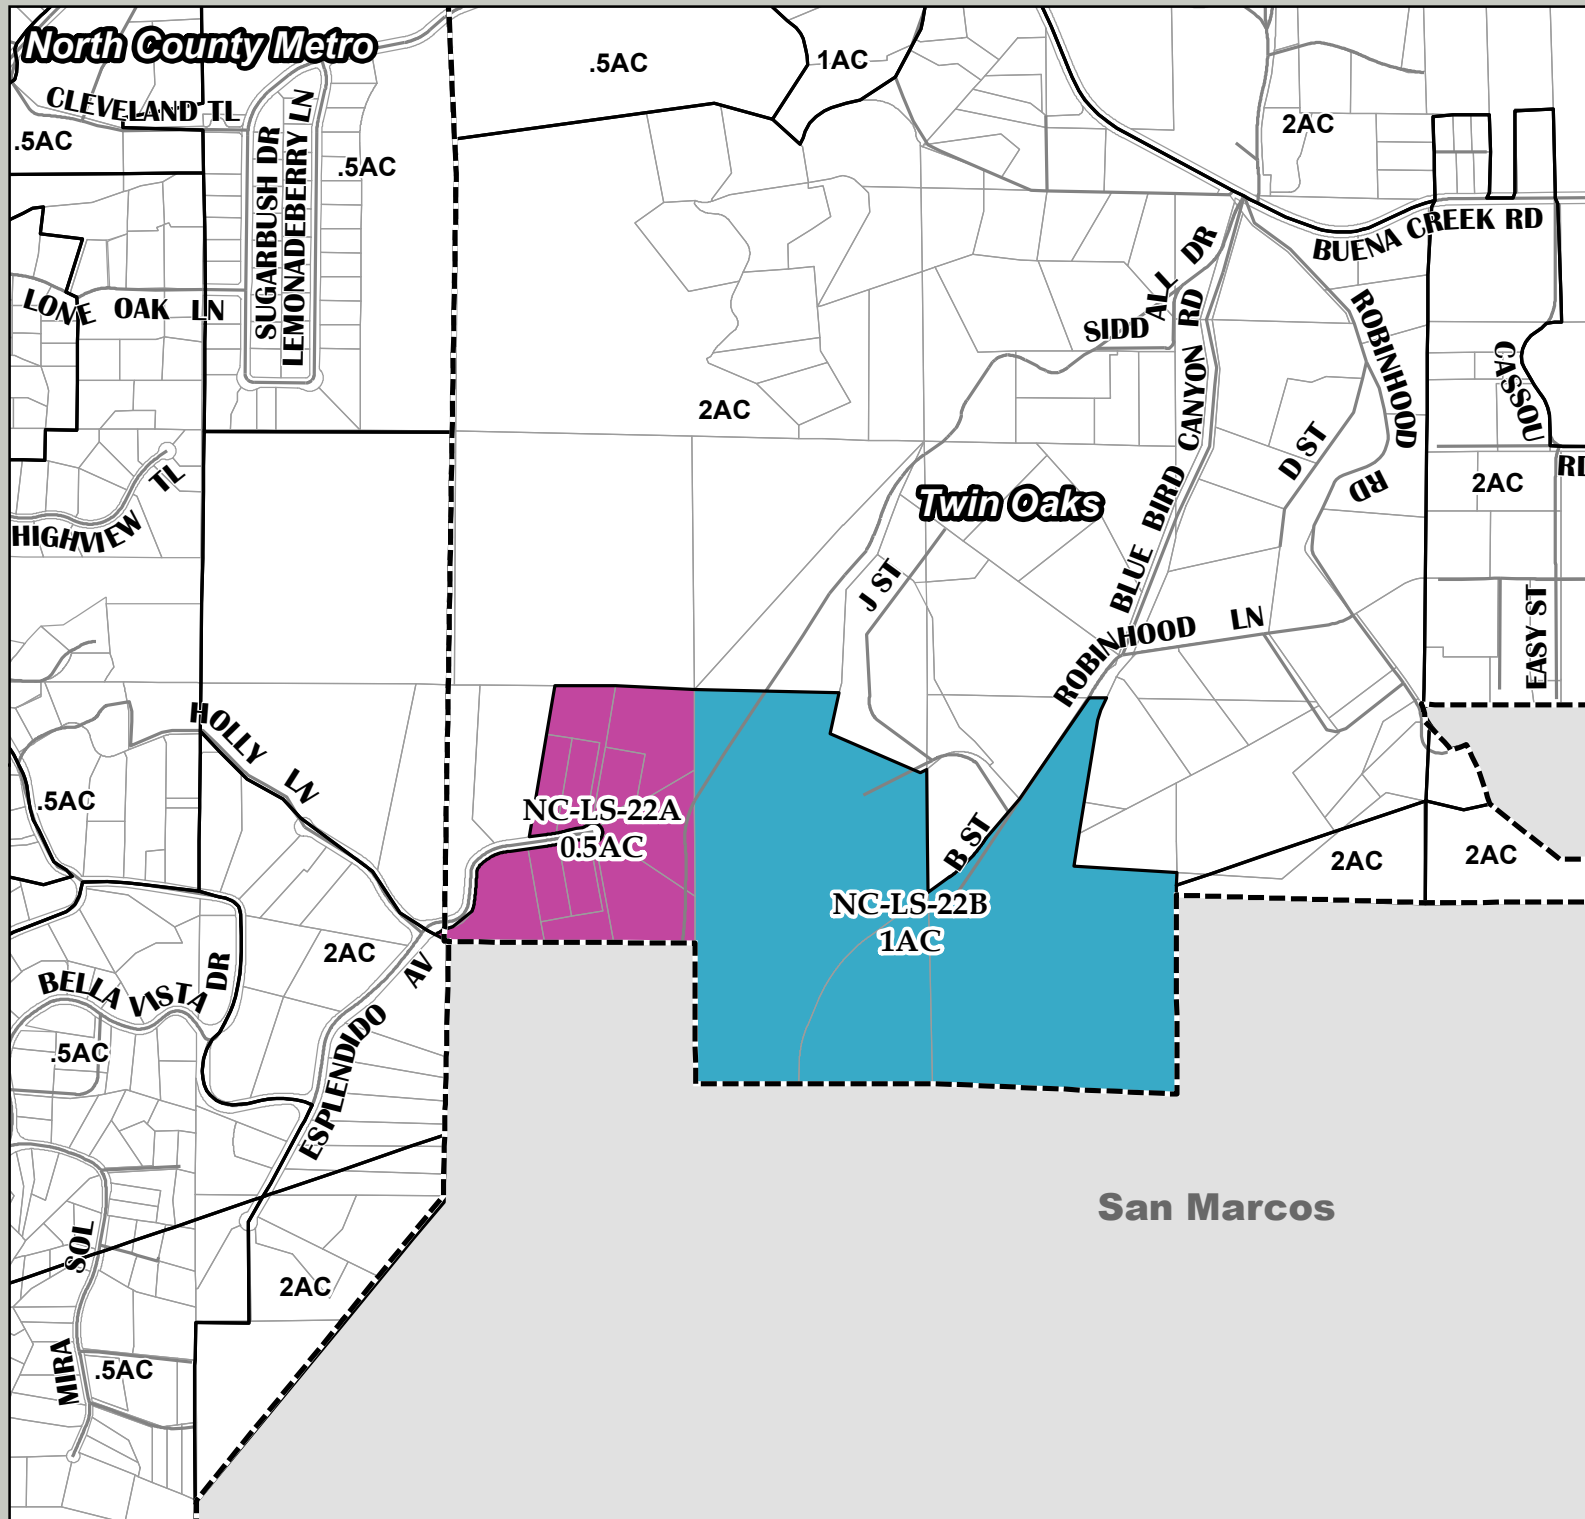 North County Metro
.5AC
1AC
CLEVELAND TL
.5AC
SUGARBUSH DR
LEMONADEBERRY LN
.5AC
2AC
BUENA CREEK RD
LONE OAK LN
SIDD ALL DR
ROBINHOOD RD
CASSOU RD
2AC
BLUE BIRD CANYON RD
D ST
2AC
HIGHVIEW TL
Twin Oaks
J ST
ROBINHOOD LN
EASY ST
HOLLY LN
.5AC
NC-LS-22A
0.5AC
B ST
2AC
2AC
NC-LS-22B
1AC
2AC
BELLA VISTA DR
ESPLENDIDO AV
.5AC
San Marcos
2AC
MIRA SOL
.5AC